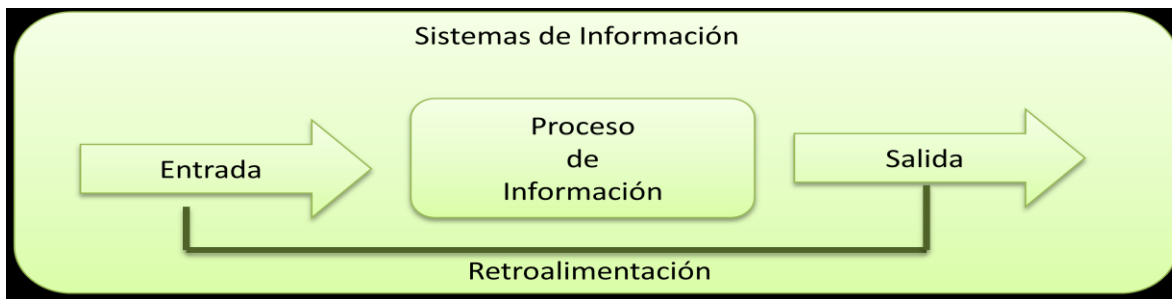 Sistemas de Información
Entrada
Proceso
de
Información
Salida
Retroalimentación